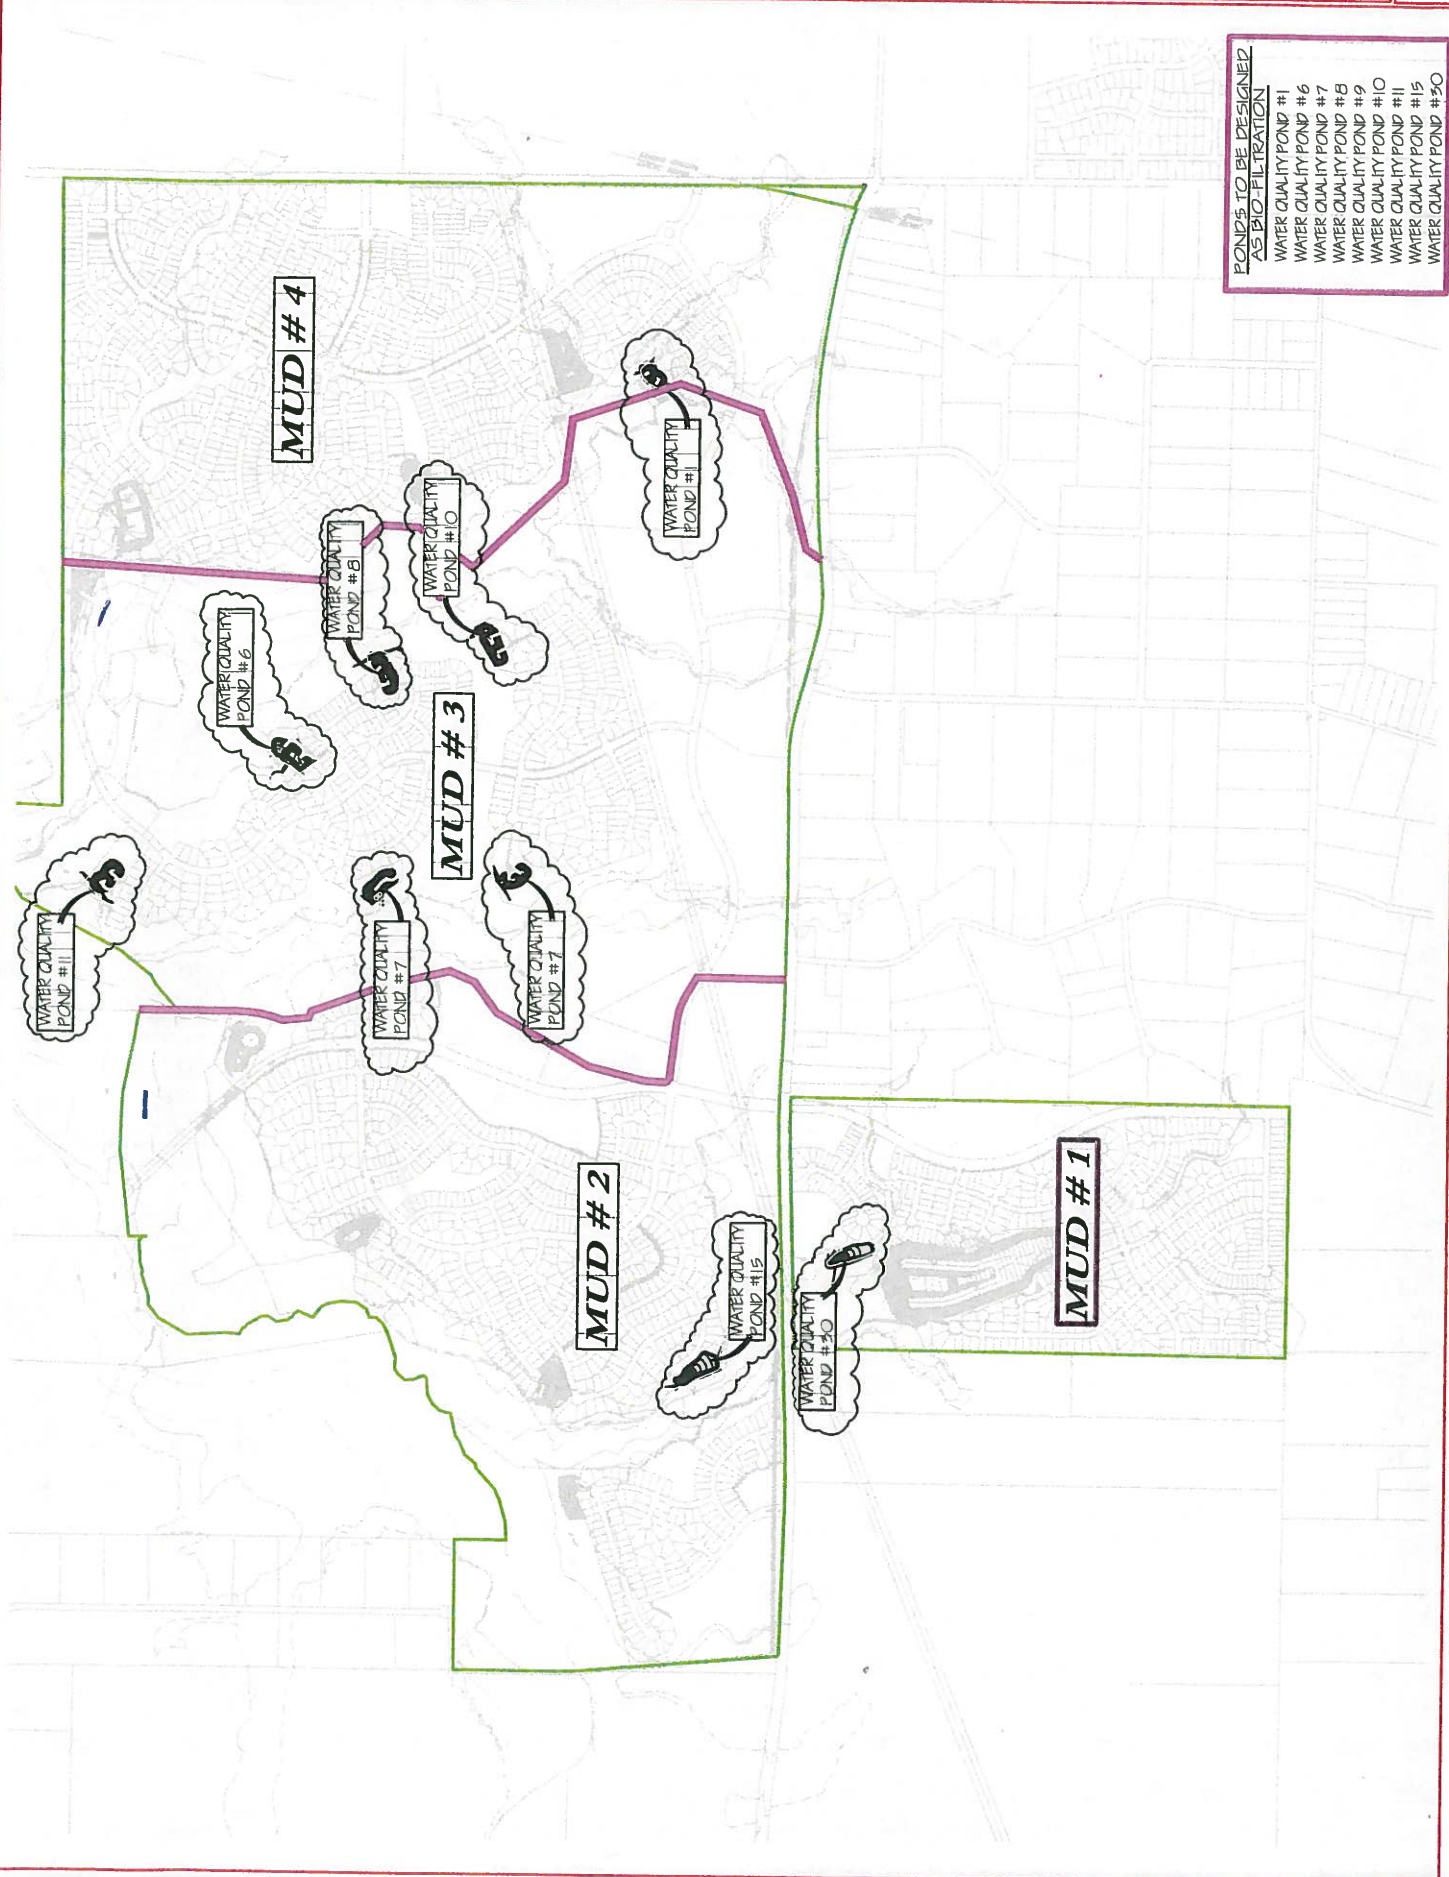 PONDS TO BE DESIGNED
AS BIO-FILTRATION
WATER QUALITY POND #1
WATER QUALITY POND #6
WATER QUALITY POND #7
WATER QUALITY POND #8
WATER QUALITY POND #9
WATER QUALITY POND #10
WATER QUALITY POND #11
WATER QUALITY POND #15
WATER QUALITY POND #30
MUD # 4
WATER QUALITY
POND #1
WATER QUALITY
POND #10
WATER QUALITY
POND #8
WATER QUALITY
POND #6
MUD # 3
WATER QUALITY
POND #11
WATER QUALITY
POND #7
WATER QUALITY
POND #7
MUD # 2
WATER QUALITY
POND #15
WATER QUALITY
POND #30
MUD # 1